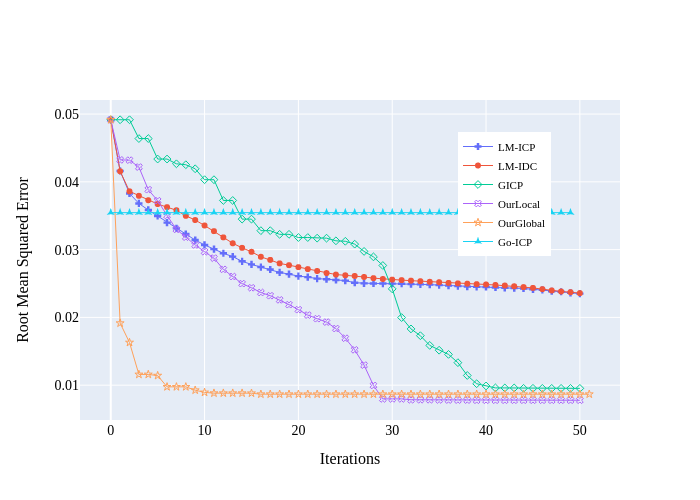 0.05
0.04
0.03
0.02
0.01
Root Mean Squared Error
0
10
20
30
40
50
Iterations
LM-ICP
LM-IDC
GICP
OurLocal
OurGlobal
Go-ICP